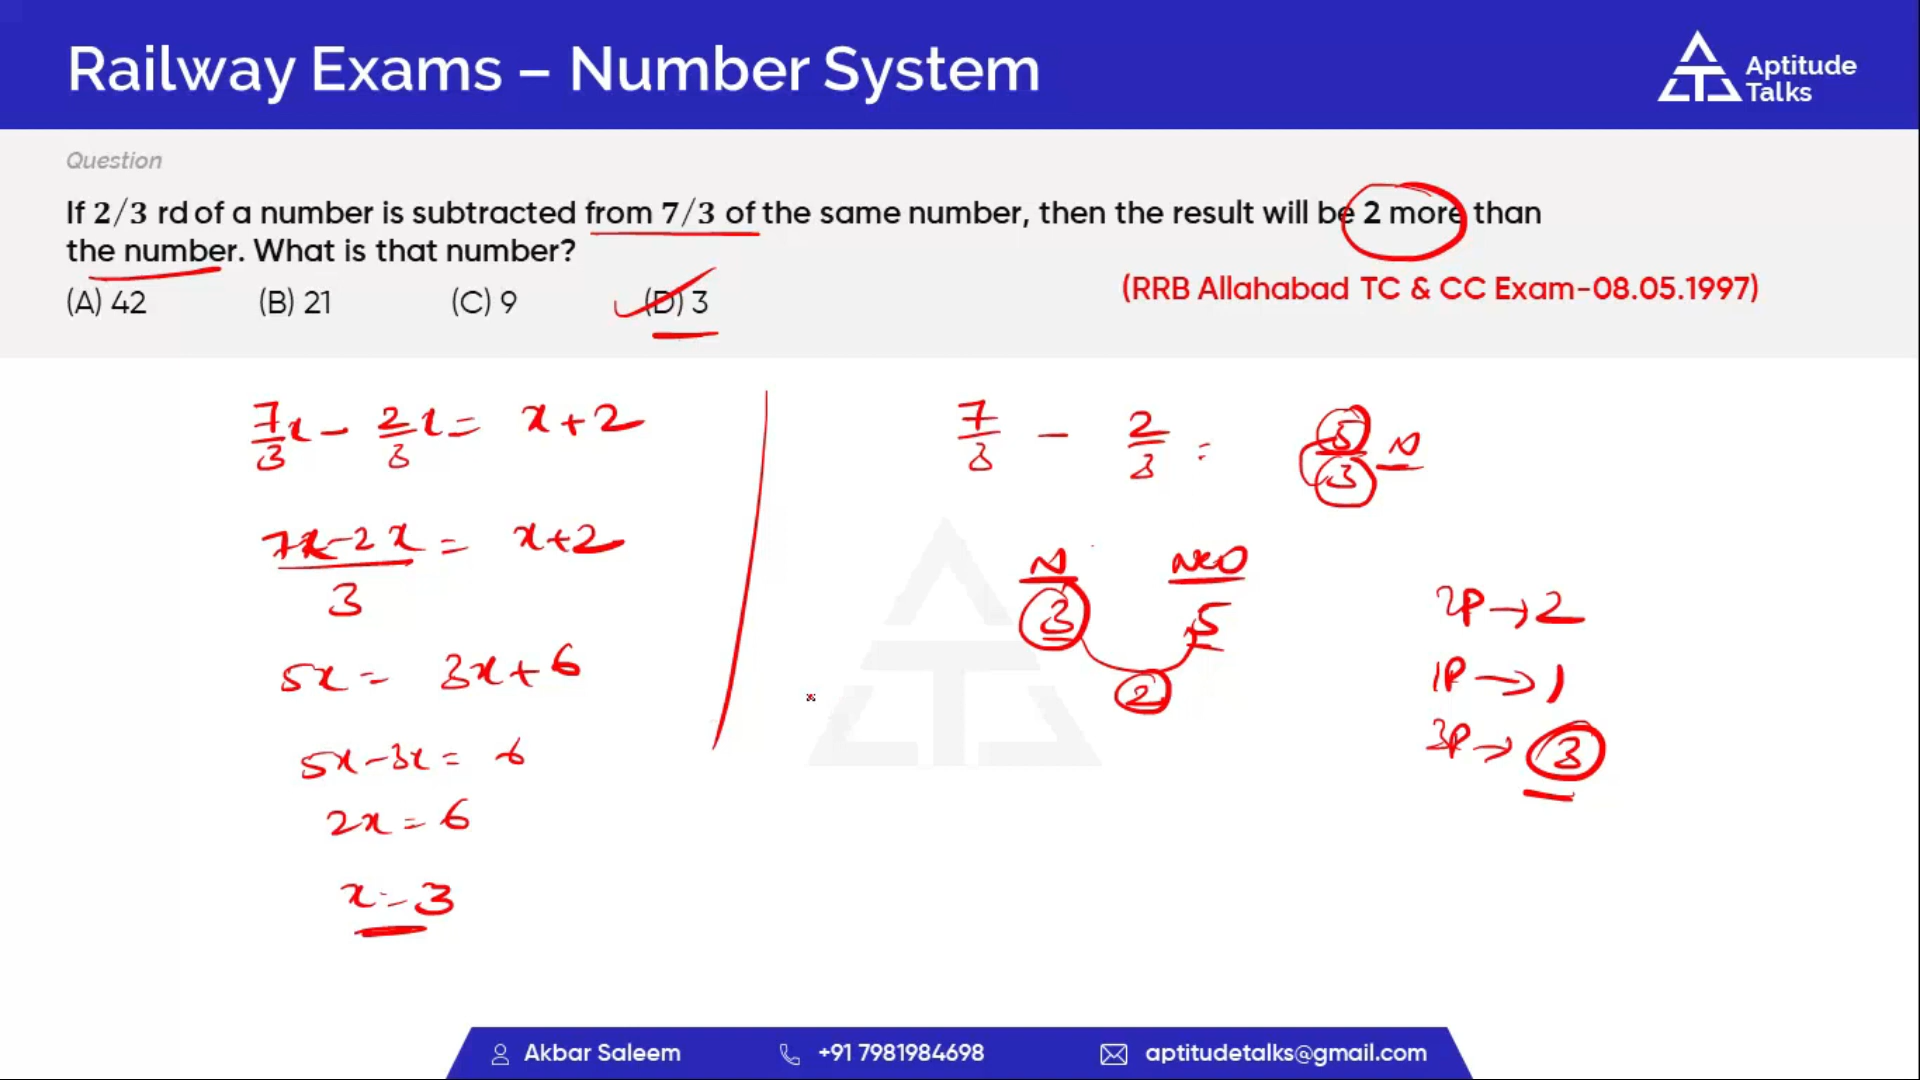 Railway Exams – Number System
Aptitude
Talks
Question
If 2/3 rd of a number is subtracted from 7/3 of the same number, then the result will be 2 more than
the number. What is that number?
(A) 42 (B) 21 (C) 9 (D) 3
(RRB Allahabad TC & CC Exam-08.05.1997)
7/3 x - 2/3 x = x+2
7x-2x/3 = x+2
5x = 3x+6
5x-3x = 6
2x = 6
x = 3
7/3 - 2/3 = 5/3 N
N
3 5
2
2P → 2
1P → 1
3P → 3
Akbar Saleem +91 7981984698 aptitudetalks@gmail.com